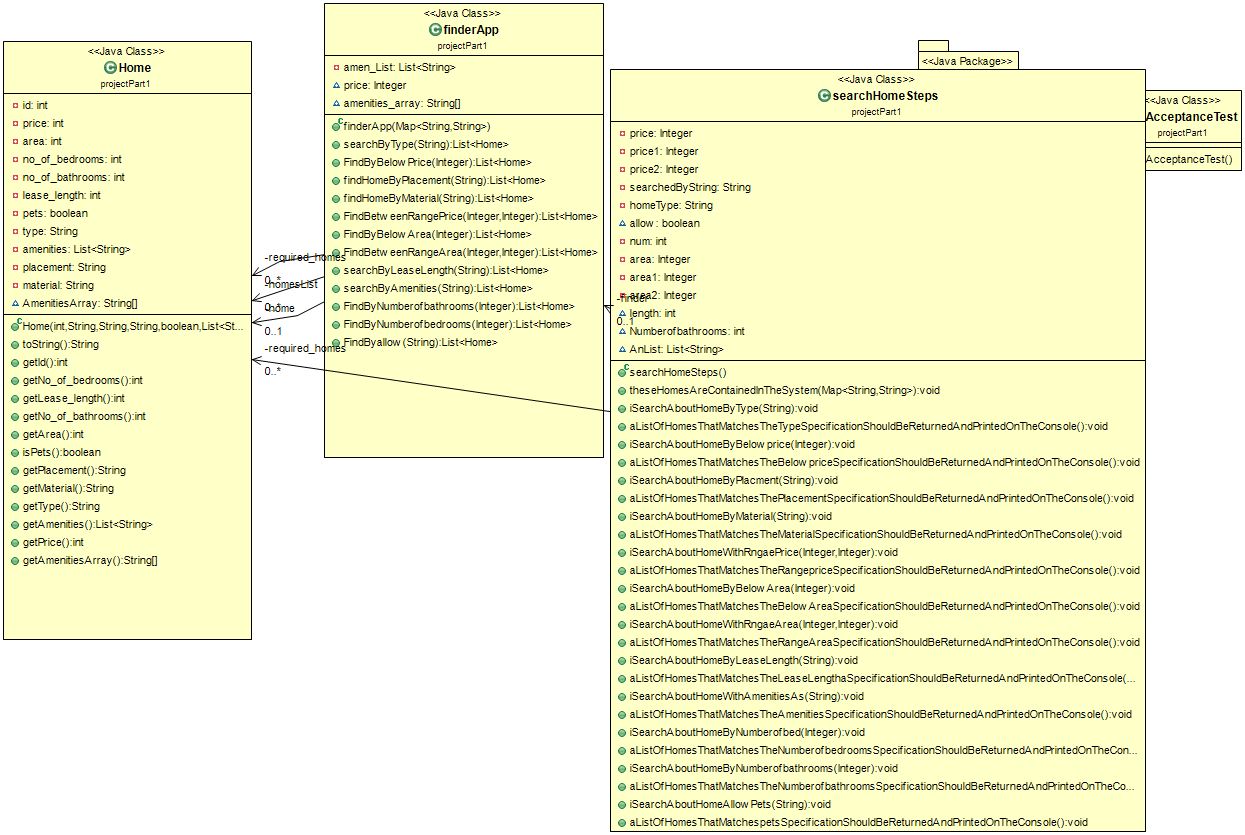 <<Java Class>>
Home
projectPart1
id: int
price: int
area: int
no_of_bedrooms: int
no_of_bathrooms: int
lease_length: int
pets: boolean
type: String
amenities: List<String>
placement: String
material: String
AmenitiesArray: String[]
Home(int,String,String,String,boolean,List<St...
toString():String
getId():int
getNo_of_bedrooms():int
getLease_length():int
getNo_of_bathrooms():int
getArea():int
isPets():boolean
getPlacement():String
getMaterial():String
getType():String
getAmenities():List<String>
getPrice():int
getAmenitiesArray():String[]
-required_homes
0..*
-homesList
0..*
-home
0..1
-required_homes
0..*
<<Java Class>>
finderApp
projectPart1
amen_List: List<String>
price: Integer
amenities_array: String[]
finderApp(Map<String,String>)
searchByType(String):List<Home>
FindByBelow Price(Integer):List<Home>
findHomeByPlacement(String):List<Home>
findHomeByMaterial(String):List<Home>
FindBetw eenRangePrice(Integer,Integer):List<Home>
FindByBelow Area(Integer):List<Home>
FindBetw eenRangeArea(Integer,Integer):List<Home>
searchByLeaseLength(String):List<Home>
searchByAmenities(String):List<Home>
FindByNumberofbathrooms(Integer):List<Home>
FindByNumberofbedrooms(Integer):List<Home>
FindByallow (String):List<Home>
-finder
0..1
<<Java Package>>
<<Java Class>>
searchHomeSteps
projectPart1
price: Integer
price1: Integer
price2: Integer
searchedByString: String
homeType: String
allow : boolean
num: int
area: Integer
area1: Integer
area2: Integer
length: int
Numberofbathrooms: int
AnList: List<String>
searchHomeSteps()
theseHomesAreContainedInTheSystem(Map<String,String>):void
iSearchAboutHomeByType(String):void
aListOfHomesThatMatchesTheTypeSpecificationShouldBeReturnedAndPrintedOnTheConsole():void
iSearchAboutHomeByBelow price(Integer):void
aListOfHomesThatMatchesTheBelow priceSpecificationShouldBeReturnedAndPrintedOnTheConsole():void
iSearchAboutHomeByPlacment(String):void
aListOfHomesThatMatchesThePlacementSpecificationShouldBeReturnedAndPrintedOnTheConsole():void
iSearchAboutHomeByMaterial(String):void
aListOfHomesThatMatchesTheMaterialSpecificationShouldBeReturnedAndPrintedOnTheConsole():void
iSearchAboutHomeWithRngaePrice(Integer,Integer):void
aListOfHomesThatMatchesTheRangepriceSpecificationShouldBeReturnedAndPrintedOnTheConsole():void
iSearchAboutHomeByBelow Area(Integer):void
aListOfHomesThatMatchesTheBelow AreaSpecificationShouldBeReturnedAndPrintedOnTheConsole():void
iSearchAboutHomeWithRngaeArea(Integer,Integer):void
aListOfHomesThatMatchesTheRangeAreaSpecificationShouldBeReturnedAndPrintedOnTheConsole():void
iSearchAboutHomeByLeaseLength(String):void
aListOfHomesThatMatchesTheLeaseLengthaSpecificationShouldBeReturnedAndPrintedOnTheConsole(...
iSearchAboutHomeWithAmenitiesAs(String):void
aListOfHomesThatMatchesTheAmenitiesSpecificationShouldBeReturnedAndPrintedOnTheConsole():void
iSearchAboutHomeByNumberofbed(Integer):void
aListOfHomesThatMatchesTheNumberofbedroomsSpecificationShouldBeReturnedAndPrintedOnTheCon...
iSearchAboutHomeByNumberofbathrooms(Integer):void
aListOfHomesThatMatchesTheNumberofbathroomsSpecificationShouldBeReturnedAndPrintedOnTheCo...
iSearchAboutHomeAllow Pets(String):void
aListOfHomesThatMatchespetsSpecificationShouldBeReturnedAndPrintedOnTheConsole():void
<<Java Class>>
AcceptanceTest
projectPart1
AcceptanceTest()